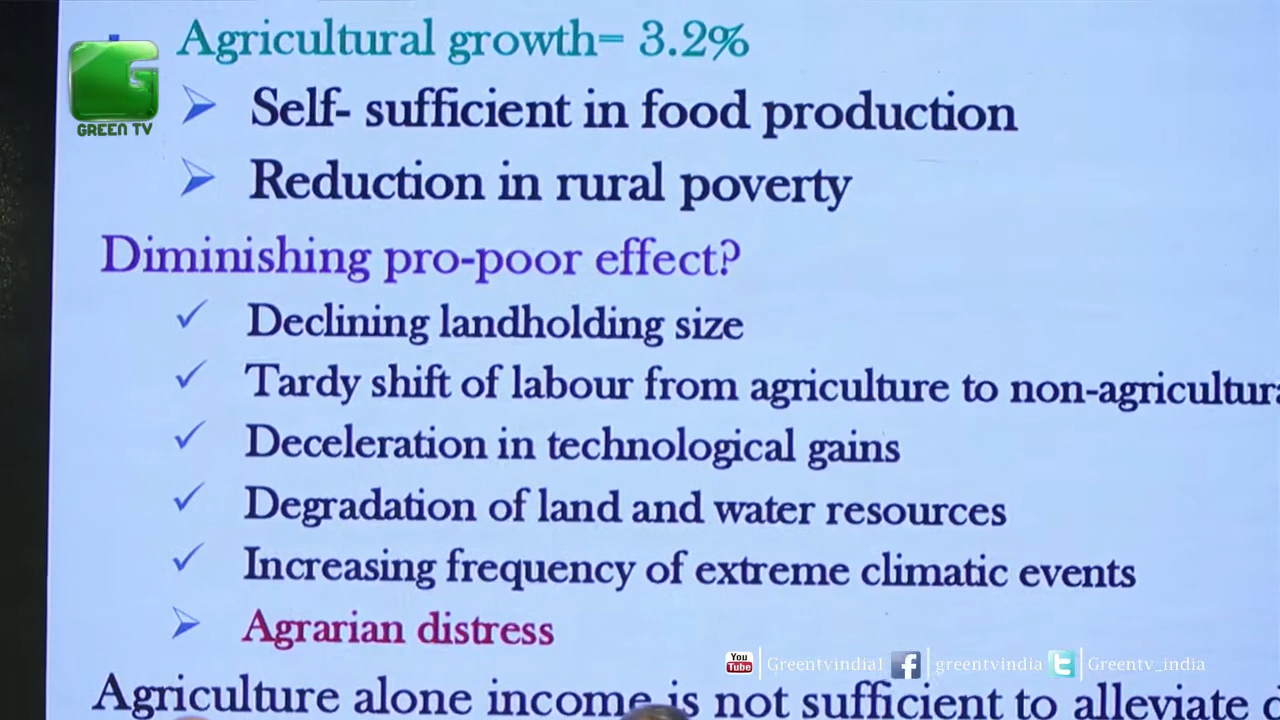 Agricultural growth= 3.2%
GREEN TV
➢ Self- sufficient in food production
➢ Reduction in rural poverty
Diminishing pro-poor effect?
✓ Declining landholding size
✓ Tardy shift of labour from agriculture to non-agricultur
✓ Deceleration in technological gains
✓ Degradation of land and water resources
✓ Increasing frequency of extreme climatic events
➢ Agrarian distress
You Tube Greentvindia1 f greentvindia t Greentv_india
Agriculture alone income is not sufficient to alleviate